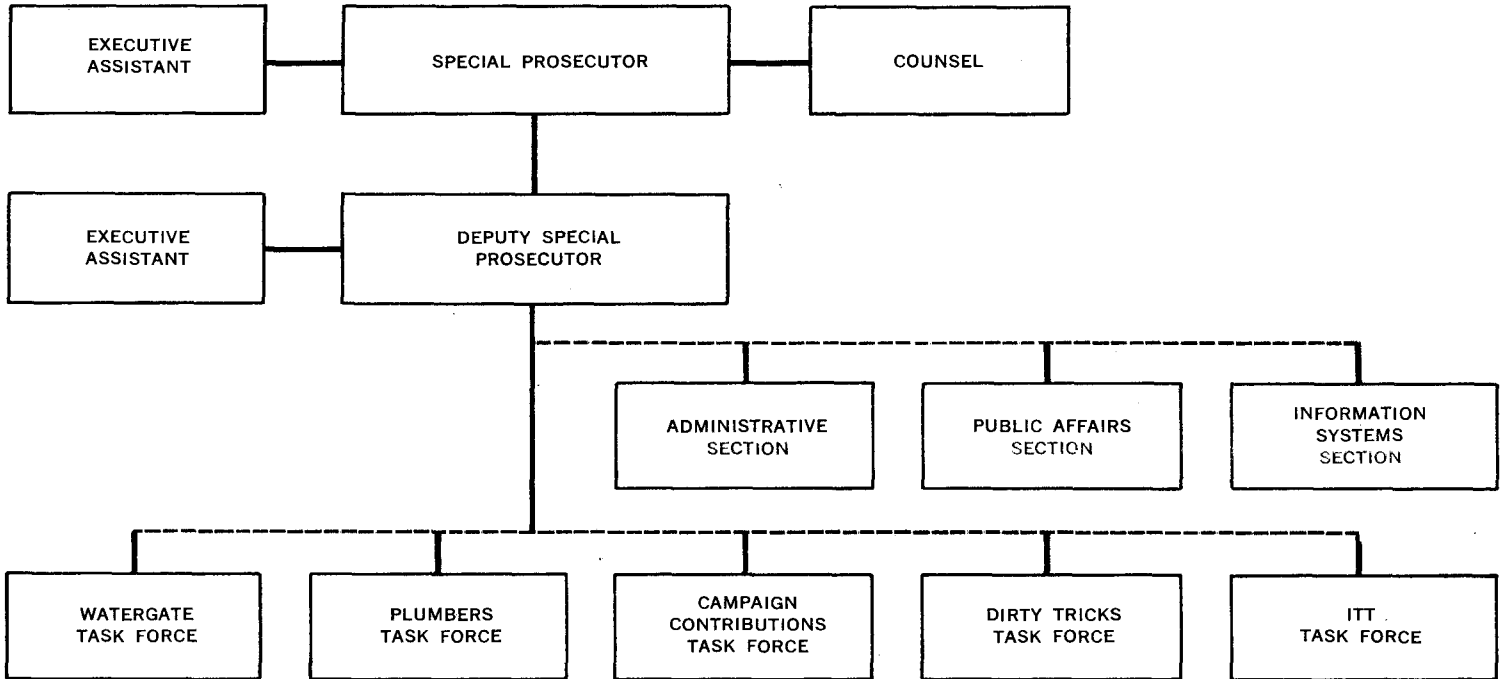 EXECUTIVE
ASSISTANT
SPECIAL PROSECUTOR
COUNSEL
EXECUTIVE
ASSISTANT
DEPUTY SPECIAL
PROSECUTOR
ADMINISTRATIVE
SECTION
PUBLIC AFFAIRS
SECTION
INFORMATION
SYSTEMS
SECTION
WATERGATE
TASK FORCE
PLUMBERS
TASK FORCE
CAMPAIGN
CONTRIBUTIONS
TASK FORCE
DIRTY TRICKS
TASK FORCE
ITT
TASK FORCE